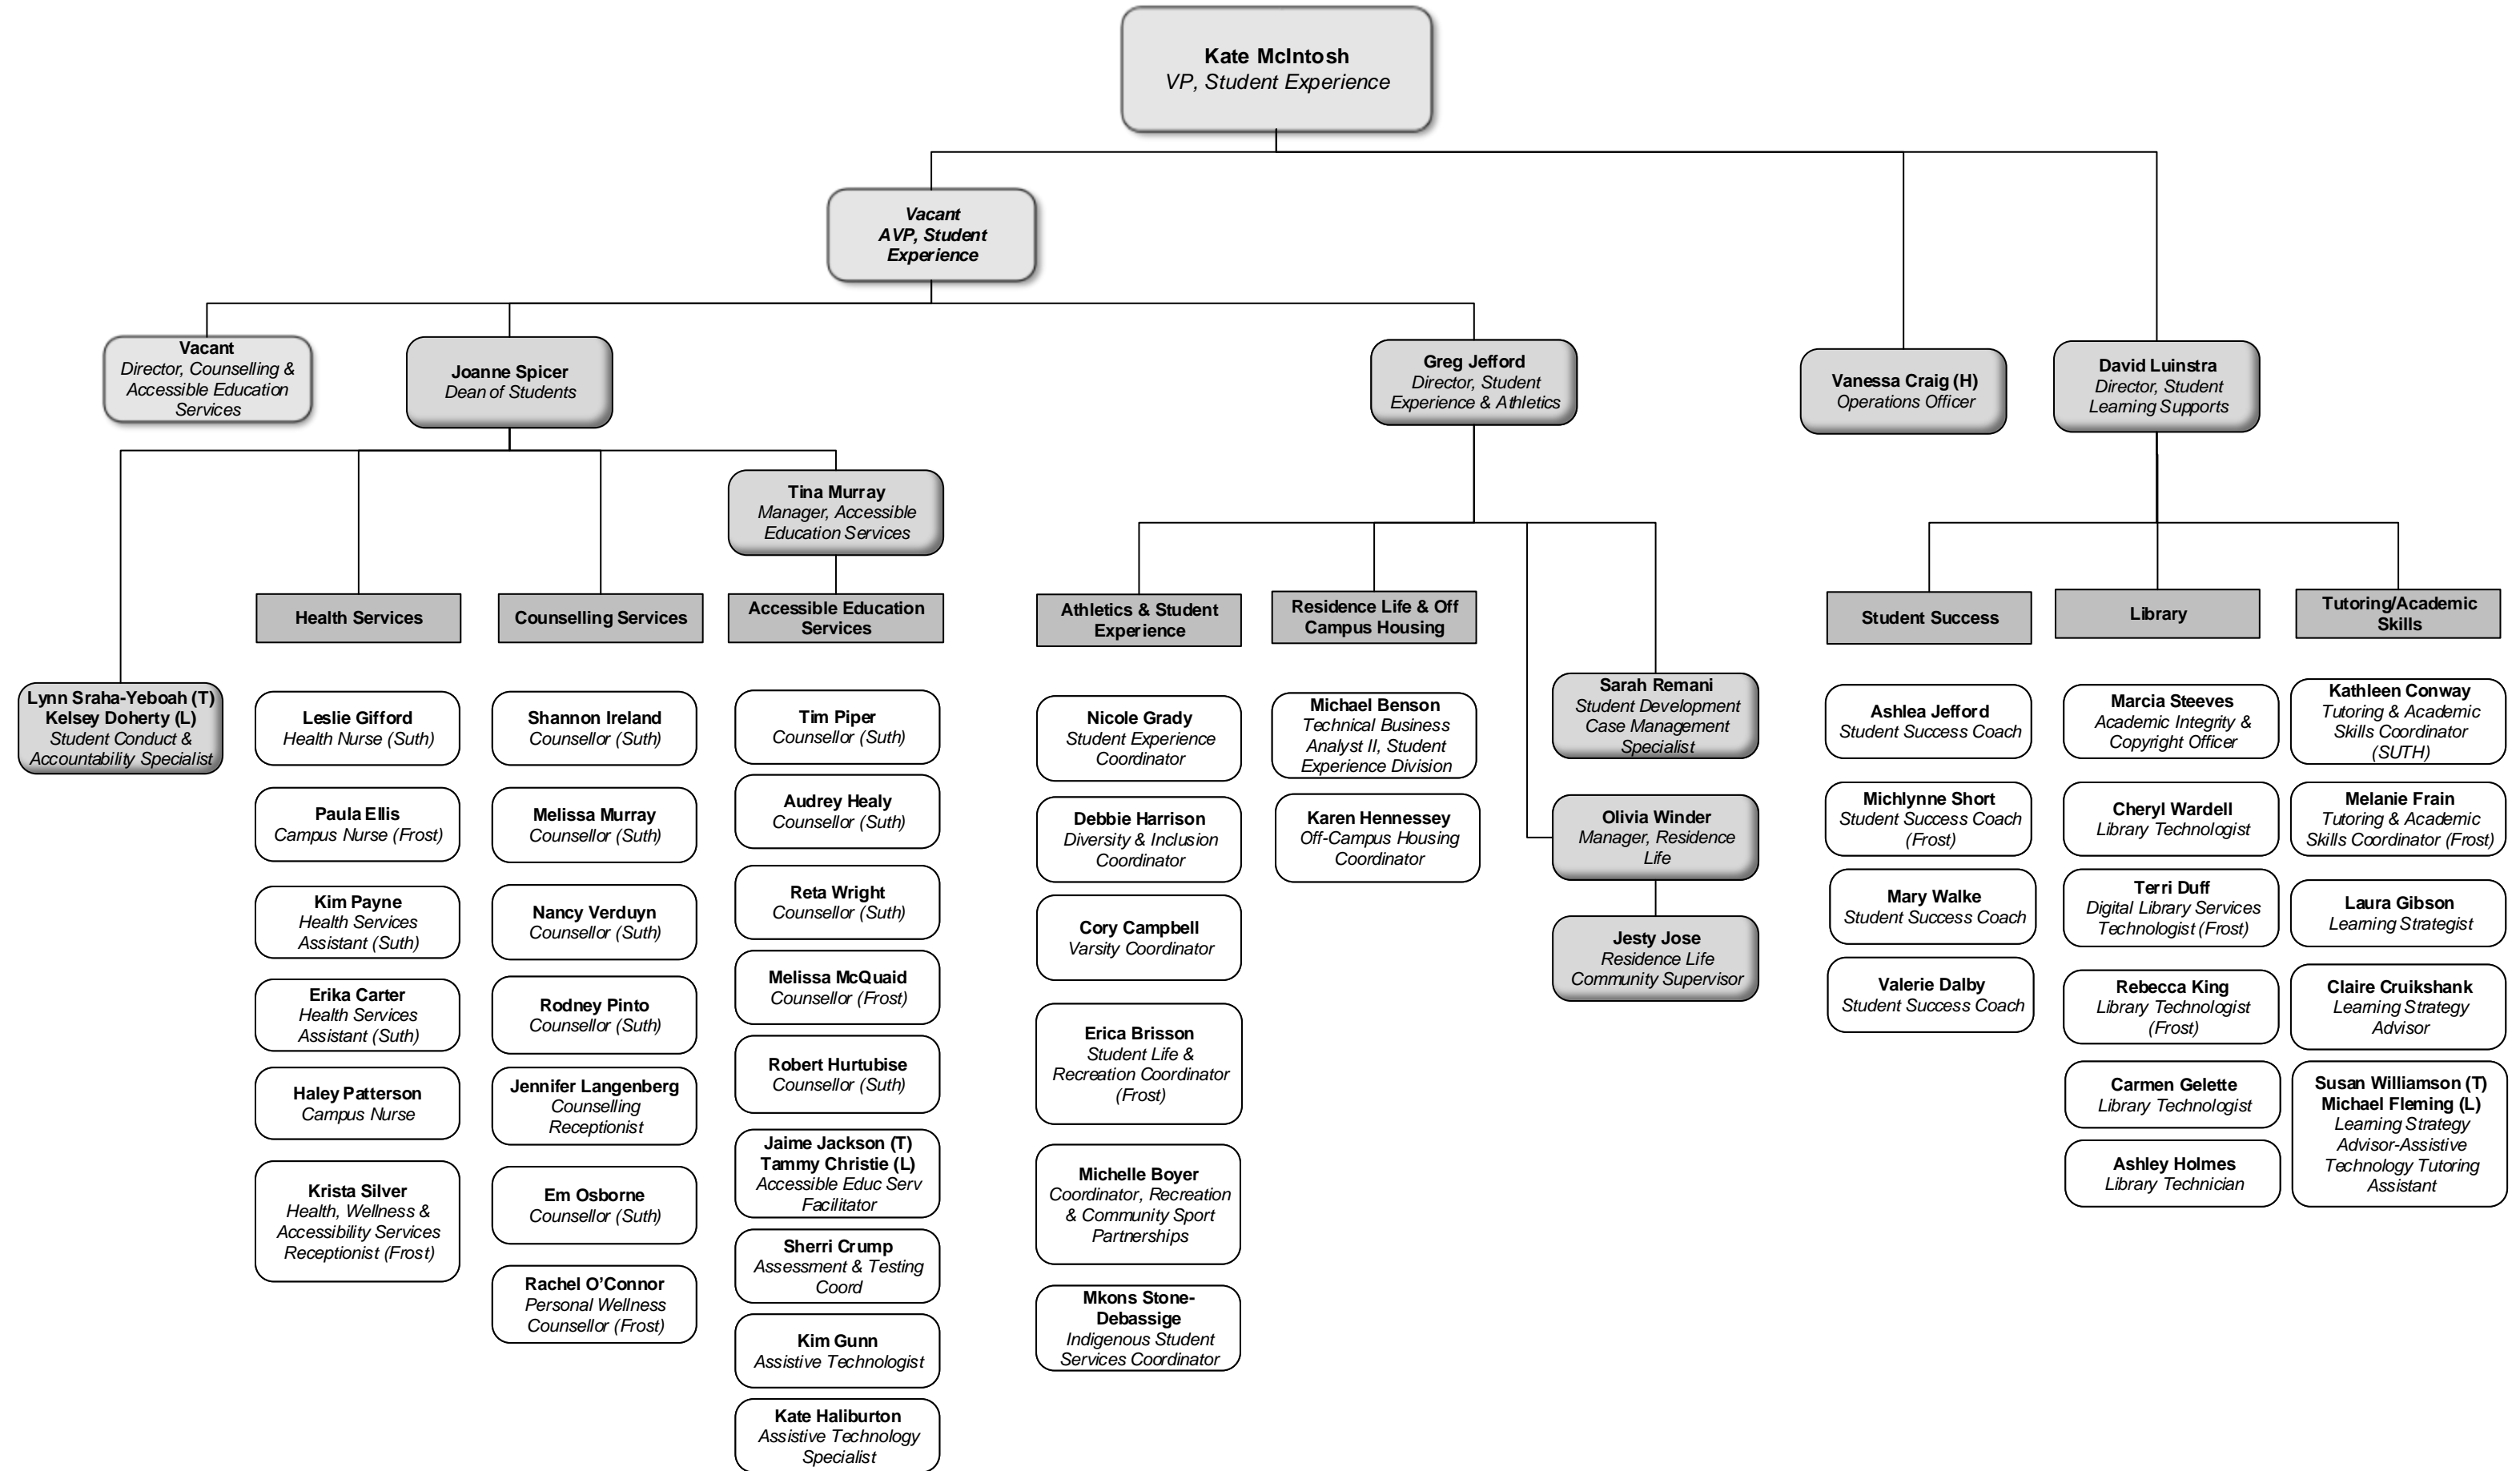 Kate McIntosh
VP, Student Experience
Vacant
AVP, Student
Experience
Vacant
Director, Counselling &
Accessible Education
Services
Joanne Spicer
Dean of Students
Greg Jefford
Director, Student
Experience & Athletics
Vanessa Craig (H)
Operations Officer
David Luinstra
Director, Student
Learning Supports
Tina Murray
Manager, Accessible
Education Services
Health Services
Counselling Services
Accessible Education
Services
Athletics & Student
Experience
Residence Life & Off
Campus Housing
Student Success
Library
Tutoring/Academic
Skills
Lynn Sraha-Yeboah (T)
Kelsey Doherty (L)
Student Conduct &
Accountability Specialist
Leslie Gifford
Health Nurse (Suth)
Paula Ellis
Campus Nurse (Frost)
Kim Payne
Health Services
Assistant (Suth)
Erika Carter
Health Services
Assistant (Suth)
Haley Patterson
Campus Nurse
Krista Silver
Health, Wellness &
Accessibility Services
Receptionist (Frost)
Shannon Ireland
Counsellor (Suth)
Melissa Murray
Counsellor (Suth)
Nancy Verduyn
Counsellor (Suth)
Rodney Pinto
Counsellor (Suth)
Jennifer Langenberg
Counselling
Receptionist
Em Osborne
Counsellor (Suth)
Rachel O’Connor
Personal Wellness
Counsellor (Frost)
Tim Piper
Counsellor (Suth)
Audrey Healy
Counsellor (Suth)
Reta Wright
Counsellor (Suth)
Melissa McQuaid
Counsellor (Frost)
Robert Hurtubise
Counsellor (Suth)
Jaime Jackson (T)
Tammy Christie (L)
Accessible Educ Serv
Facilitator
Sherri Crump
Assessment & Testing
Coord
Kim Gunn
Assistive Technologist
Kate Haliburton
Assistive Technology
Specialist
Nicole Grady
Student Experience
Coordinator
Debbie Harrison
Diversity & Inclusion
Coordinator
Cory Campbell
Varsity Coordinator
Erica Brisson
Student Life &
Recreation Coordinator
(Frost)
Michelle Boyer
Coordinator, Recreation
& Community Sport
Partnerships
Mkons Stone-
Debassige
Indigenous Student
Services Coordinator
Michael Benson
Technical Business
Analyst II, Student
Experience Division
Karen Hennessey
Off-Campus Housing
Coordinator
Sarah Remani
Student Development
Case Management
Specialist
Olivia Winder
Manager, Residence
Life
Jesty Jose
Residence Life
Community Supervisor
Ashlea Jefford
Student Success Coach
Michlynne Short
Student Success Coach
(Frost)
Mary Walke
Student Success Coach
Valerie Dalby
Student Success Coach
Marcia Steeves
Academic Integrity &
Copyright Officer
Cheryl Wardell
Library Technologist
Terri Duff
Digital Library Services
Technologist (Frost)
Rebecca King
Library Technologist
(Frost)
Carmen Gelette
Library Technologist
Ashley Holmes
Library Technician
Kathleen Conway
Tutoring & Academic
Skills Coordinator
(SUTH)
Melanie Frain
Tutoring & Academic
Skills Coordinator (Frost)
Laura Gibson
Learning Strategist
Claire Cruikshank
Learning Strategy
Advisor
Susan Williamson (T)
Michael Fleming (L)
Learning Strategy
Advisor-Assistive
Technology Tutoring
Assistant